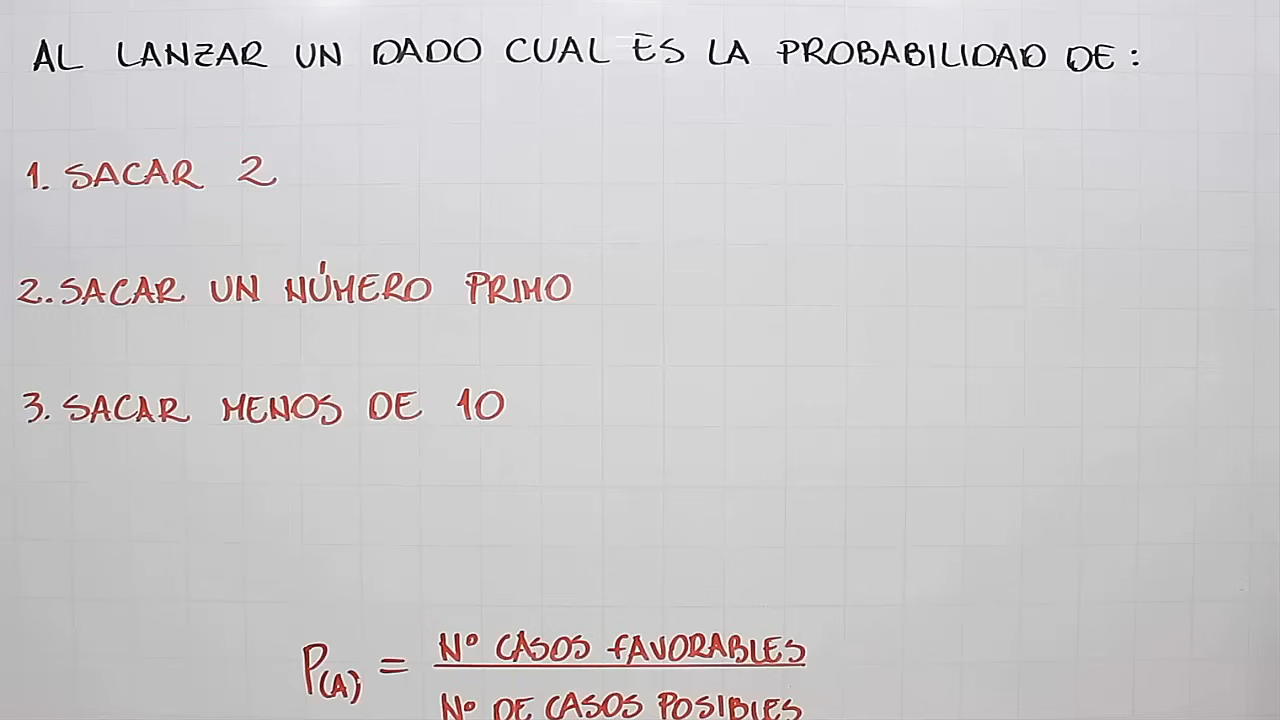 AL LANZAR UN DADO CUAL ES LA PROBABILIDAD DE:
1. SACAR 2
2. SACAR UN NÚMERO PRIMO
3. SACAR MENOS DE 10
P(A) = Nº CASOS FAVORABLES
Nº DE CASOS POSIBLES